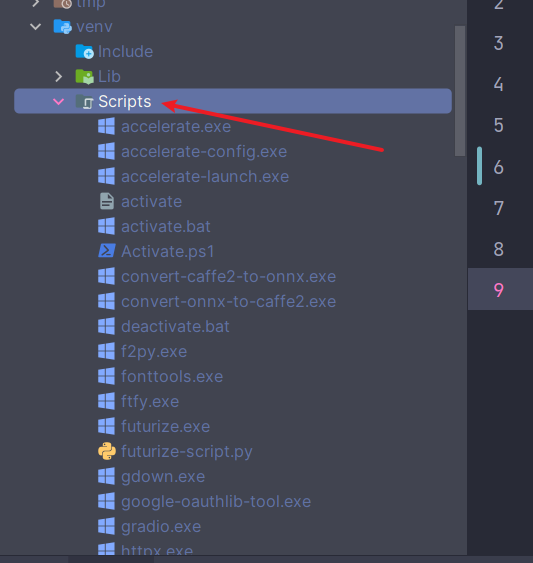 tmp
venv
Include
Lib
Scripts
accelerate.exe
accelerate-config.exe
accelerate-launch.exe
activate
activate.bat
Activate.ps1
convert-caffe2-to-onnx.exe
convert-onnx-to-caffe2.exe
deactivate.bat
f2py.exe
fonttools.exe
ftfy.exe
futurize.exe
futurize-script.py
gdown.exe
google-oauthlib-tool.exe
gradio.exe
httpx.exe
2
3
4
5
6
7
8
9